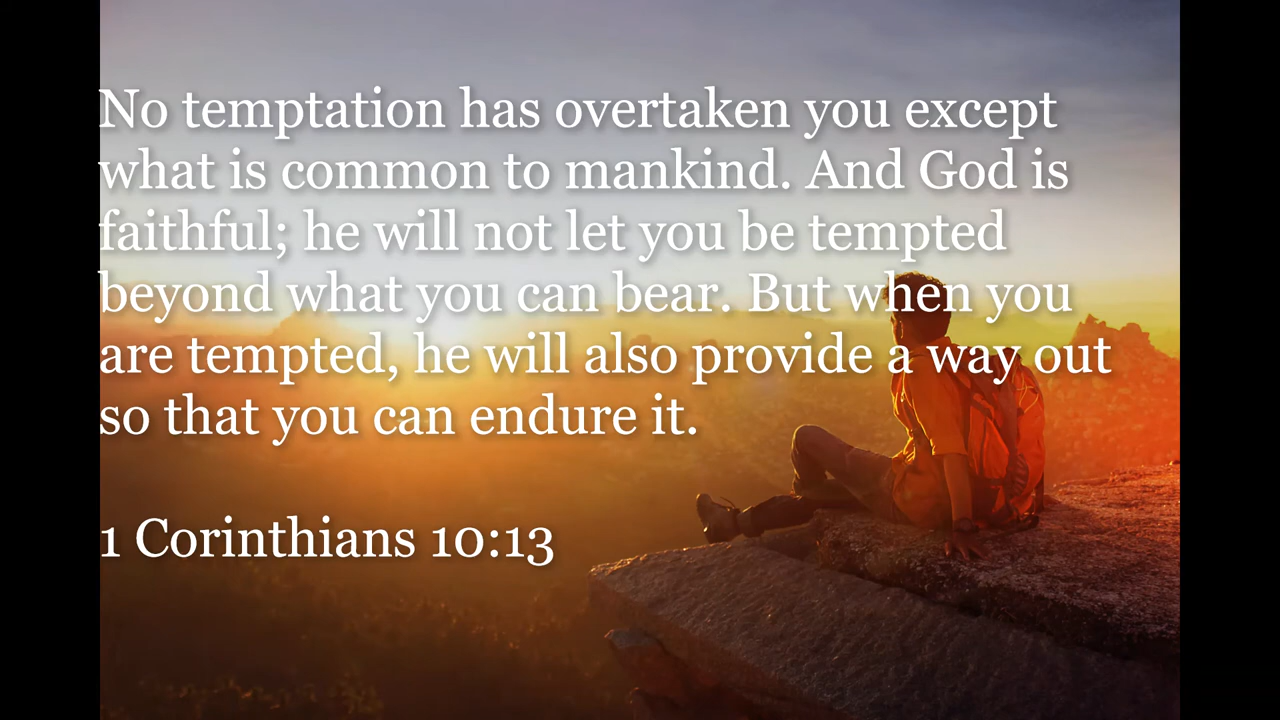 No temptation has overtaken you except
what is common to mankind. And God is
faithful; he will not let you be tempted
beyond what you can bear. But when you
are tempted, he will also provide a way out
so that you can endure it.
1 Corinthians 10:13